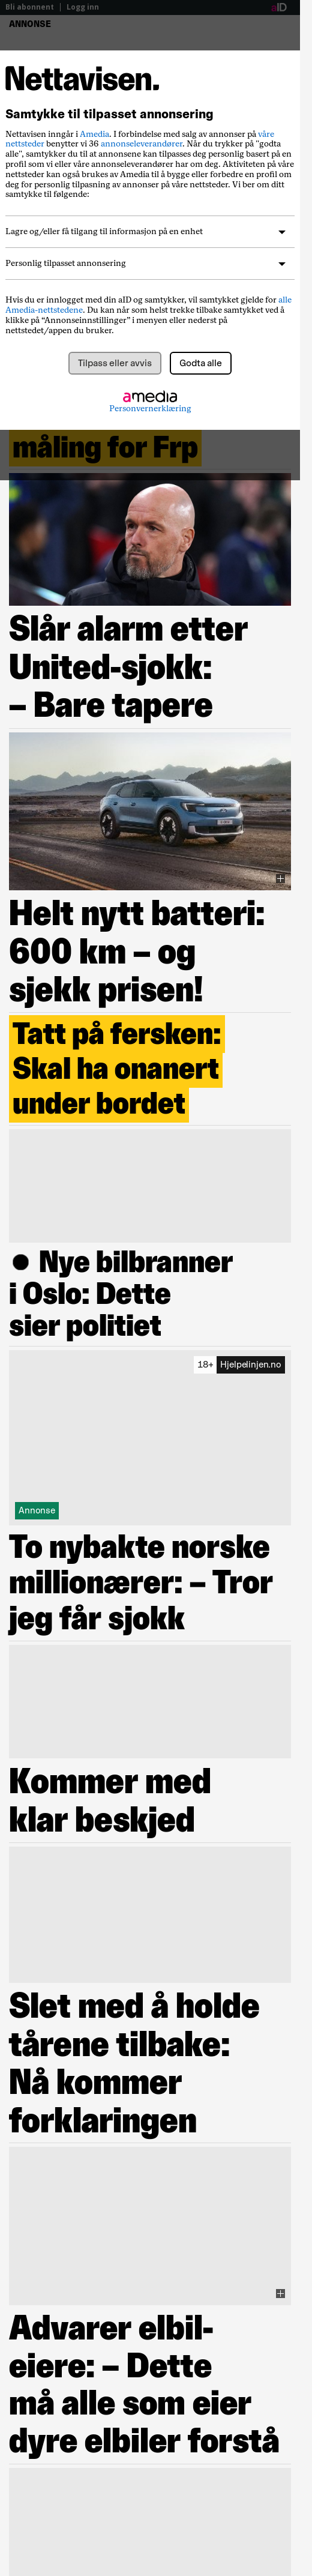 Bli abonnent | Logg inn
aID
ANNONSE
Nettavisen.
Samtykke til tilpasset annonsering
Nettavisen inngår i Amedia. I forbindelse med salg av annonser på våre
nettsteder benytter vi 36 annonseleverandører. Når du trykker på "godta
alle", samtykker du til at annonsene kan tilpasses deg personlig basert på en
profil som vi eller våre annonseleverandører har om deg. Aktiviteten på våre
nettsteder kan også brukes av Amedia til å bygge eller forbedre en profil om
deg for personlig tilpasning av annonser på våre nettsteder. Vi ber om ditt
samtykke til følgende:
Lagre og/eller få tilgang til informasjon på en enhet
Personlig tilpasset annonsering
Hvis du er innlogget med din aID og samtykker, vil samtykket gjelde for alle
Amedia-nettstedene. Du kan når som helst trekke tilbake samtykket ved å
klikke på “Annonseinnstillinger” i menyen eller nederst på
nettstedet/appen du bruker.
Tilpass eller avvis
Godta alle
amedia
Personvernerklæring
måling for Frp
Slår alarm etter
United-sjokk:
– Bare tapere
Helt nytt batteri:
600 km – og
sjekk prisen!
Tatt på fersken:
Skal ha onanert
under bordet
● Nye bilbranner
i Oslo: Dette
sier politiet
18+ Hjelpelinjen.no
Annonse
To nybakte norske
millionærer: – Tror
jeg får sjokk
Kommer med
klar beskjed
Slet med å holde
tårene tilbake:
Nå kommer
forklaringen
Advarer elbil-
eiere: – Dette
må alle som eier
dyre elbiler forstå